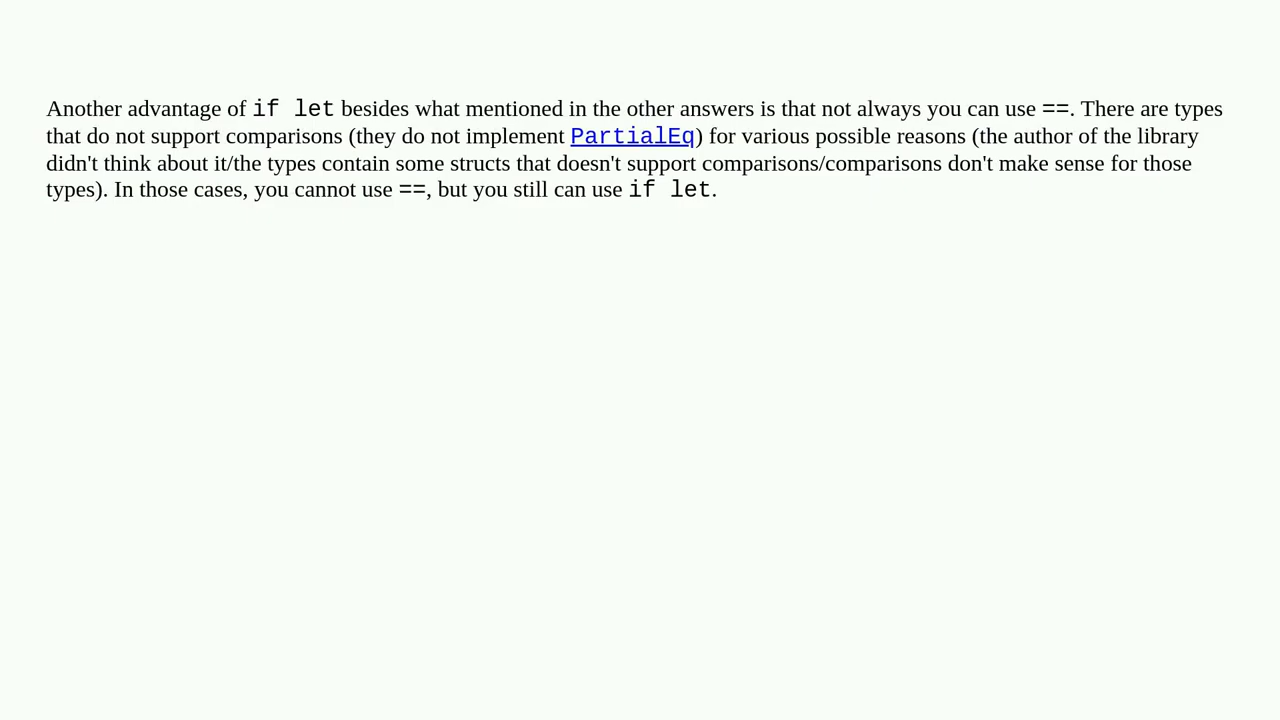 Another advantage of if let besides what mentioned in the other answers is that not always you can use ==. There are types
that do not support comparisons (they do not implement PartialEq) for various possible reasons (the author of the library
didn't think about it/the types contain some structs that doesn't support comparisons/comparisons don't make sense for those
types). In those cases, you cannot use ==, but you still can use if let.